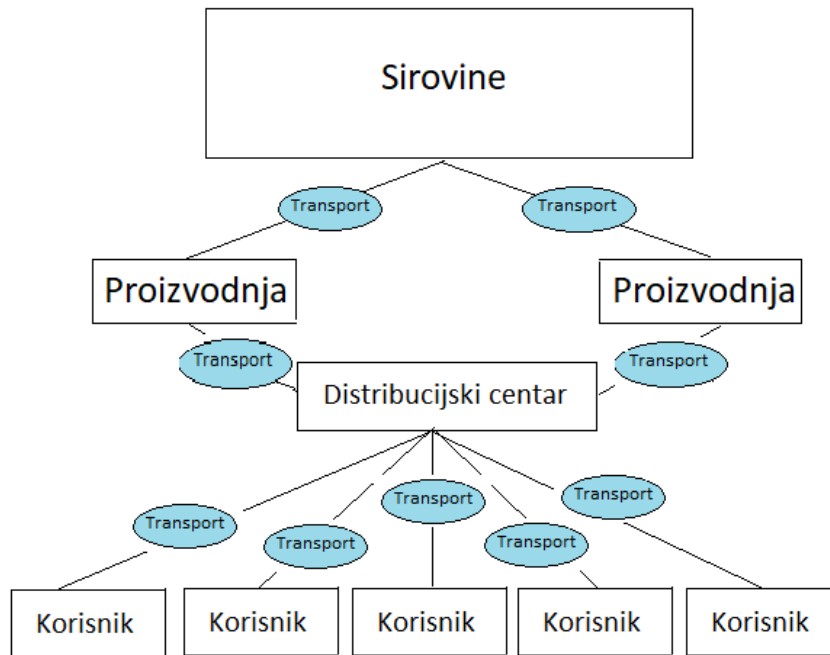 Sirovine
Transport
Transport
Proizvodnja
Proizvodnja
Transport
Transport
Distribucijski centar
Transport
Transport
Transport
Transport
Transport
Korisnik
Korisnik
Korisnik
Korisnik
Korisnik